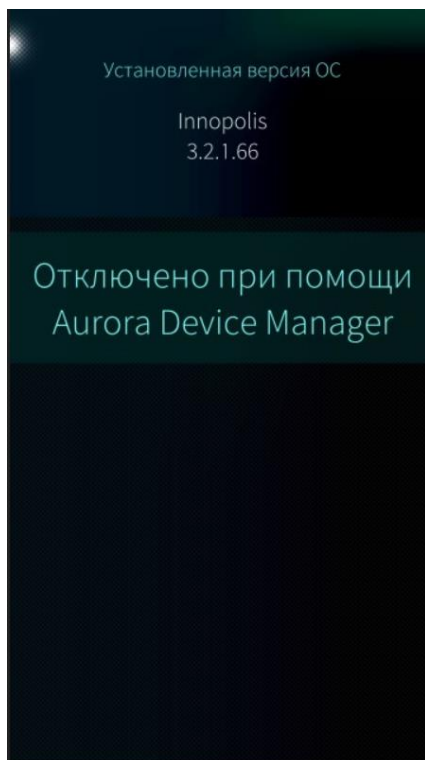 Установленная версия ОС
Innopolis
3.2.1.66
Отключено при помощи
Aurora Device Manager